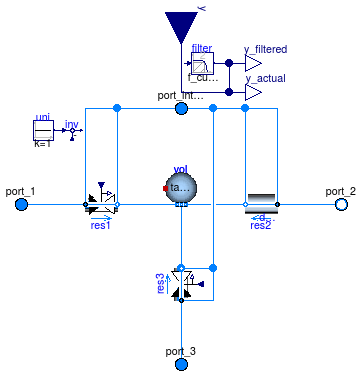 y
filter
y_filtered
f_cu...
y_actual
port_int...
uni
inv
k=1
vol
ta...
port_1
port_2
res1
d...
res2
res3
port_3